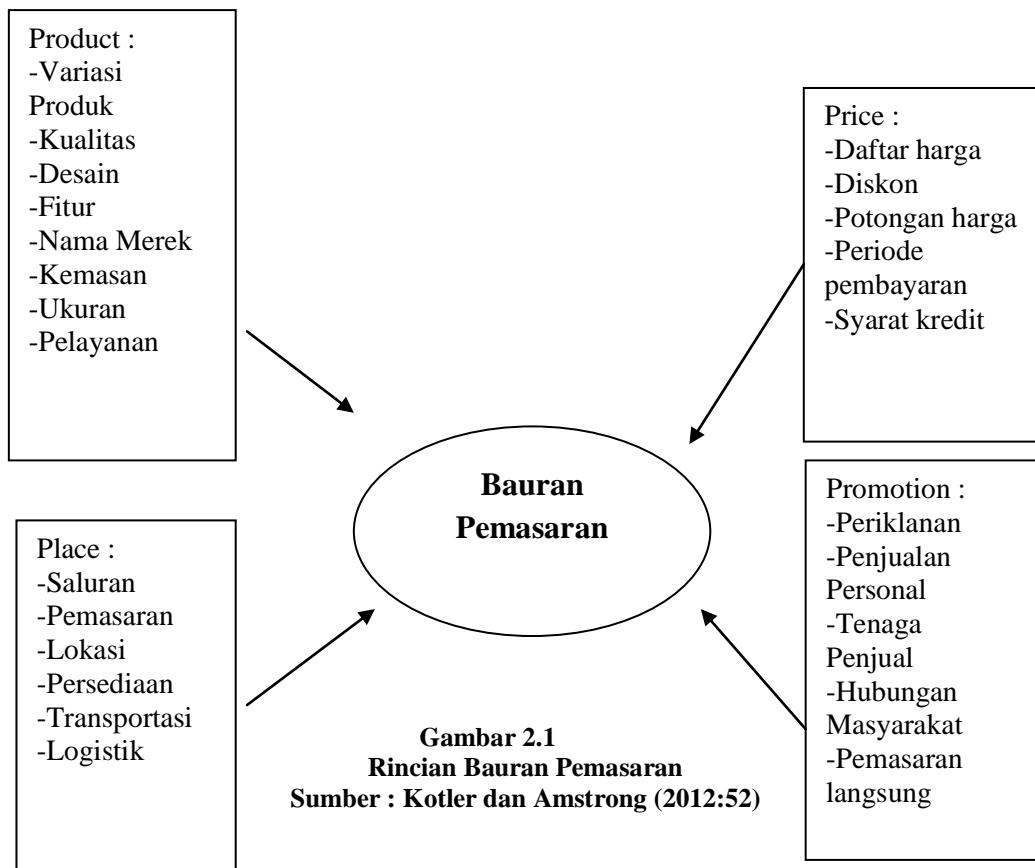 Product :
-Variasi
Produk
-Kualitas
-Desain
-Fitur
-Nama Merek
-Kemasan
-Ukuran
-Pelayanan
Price :
-Daftar harga
-Diskon
-Potongan harga
-Periode
pembayaran
-Syarat kredit
Bauran
Pemasaran
Place :
-Saluran
-Pemasaran
-Lokasi
-Persediaan
-Transportasi
-Logistik
Promotion :
-Periklanan
-Penjualan
Personal
-Tenaga
Penjual
-Hubungan
Masyarakat
-Pemasaran
langsung
Gambar 2.1
Rincian Bauran Pemasaran
Sumber : Kotler dan Amstrong (2012:52)